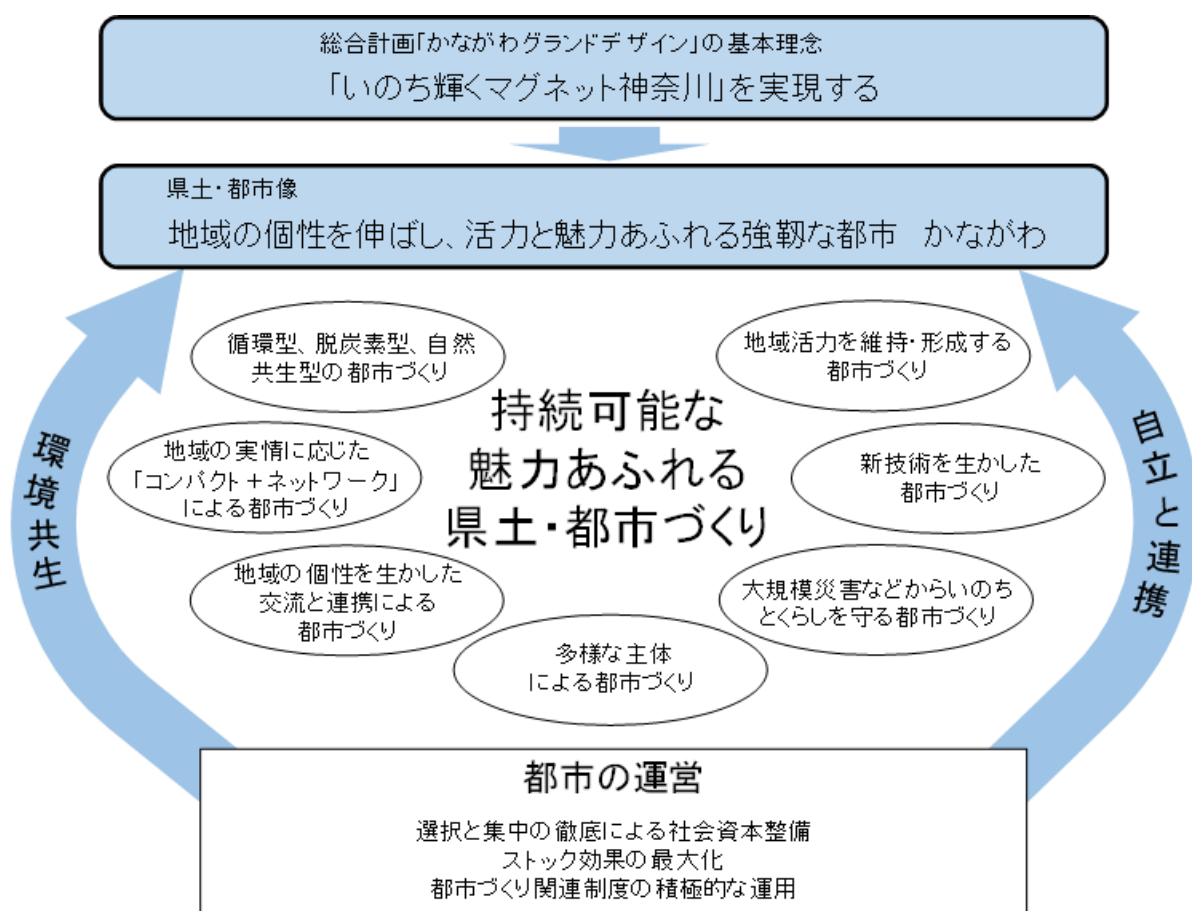 総合計画「かながわグランドデザイン」の基本理念
「いのち輝くマグネット神奈川」を実現する
県土・都市像
地域の個性を伸ばし、活力と魅力あふれる強靱な都市　かながわ
環境共生
自立と連携
循環型、脱炭素型、自然
共生型の都市づくり
地域活力を維持・形成する
都市づくり
持続可能な
魅力あふれる
県土・都市づくり
地域の実情に応じた
「コンパクト＋ネットワーク」
による都市づくり
新技術を生かした
都市づくり
地域の個性を生かした
交流と連携による
都市づくり
大規模災害などからいのち
とくらしを守る都市づくり
多様な主体
による都市づくり
都市の運営
選択と集中の徹底による社会資本整備
ストック効果の最大化
都市づくり関連制度の積極的な運用